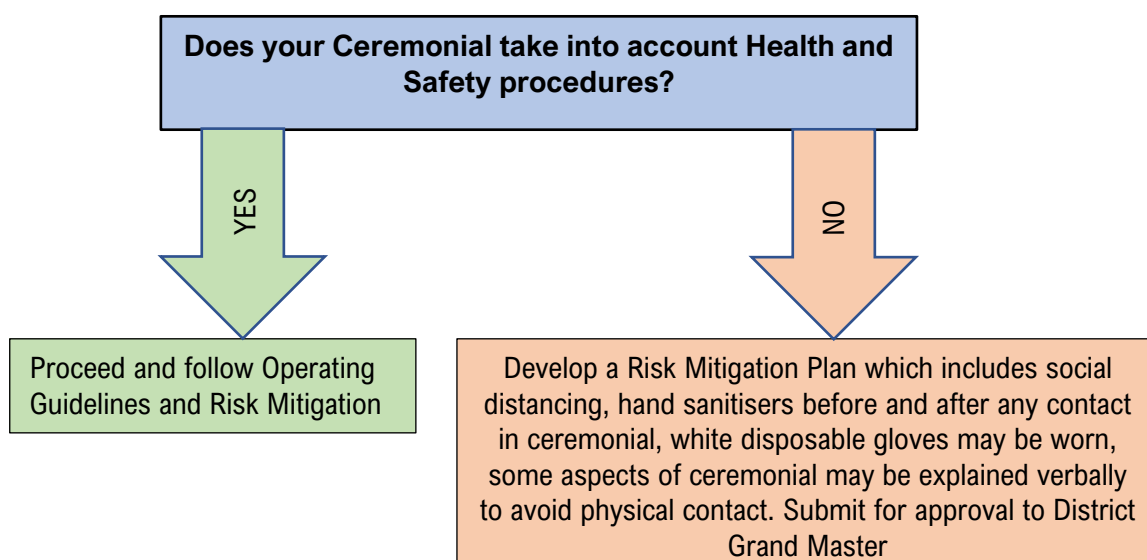 Does your Ceremonial take into account Health and
Safety procedures?
YES
NO
Proceed and follow Operating
Guidelines and Risk Mitigation
Develop a Risk Mitigation Plan which includes social
distancing, hand sanitisers before and after any contact
in ceremonial, white disposable gloves may be worn,
some aspects of ceremonial may be explained verbally
to avoid physical contact. Submit for approval to District
Grand Master